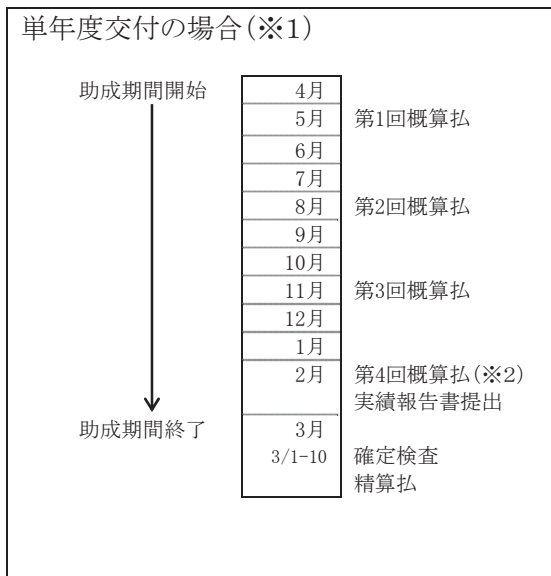 単年度交付の場合(※1)
助成期間開始 4月
5月 第1回概算払
6月
7月
8月 第2回概算払
9月
10月
11月 第3回概算払
12月
1月
2月 第4回概算払(※2)
実績報告書提出
助成期間終了 3月
3/1-10 確定検査
精算払